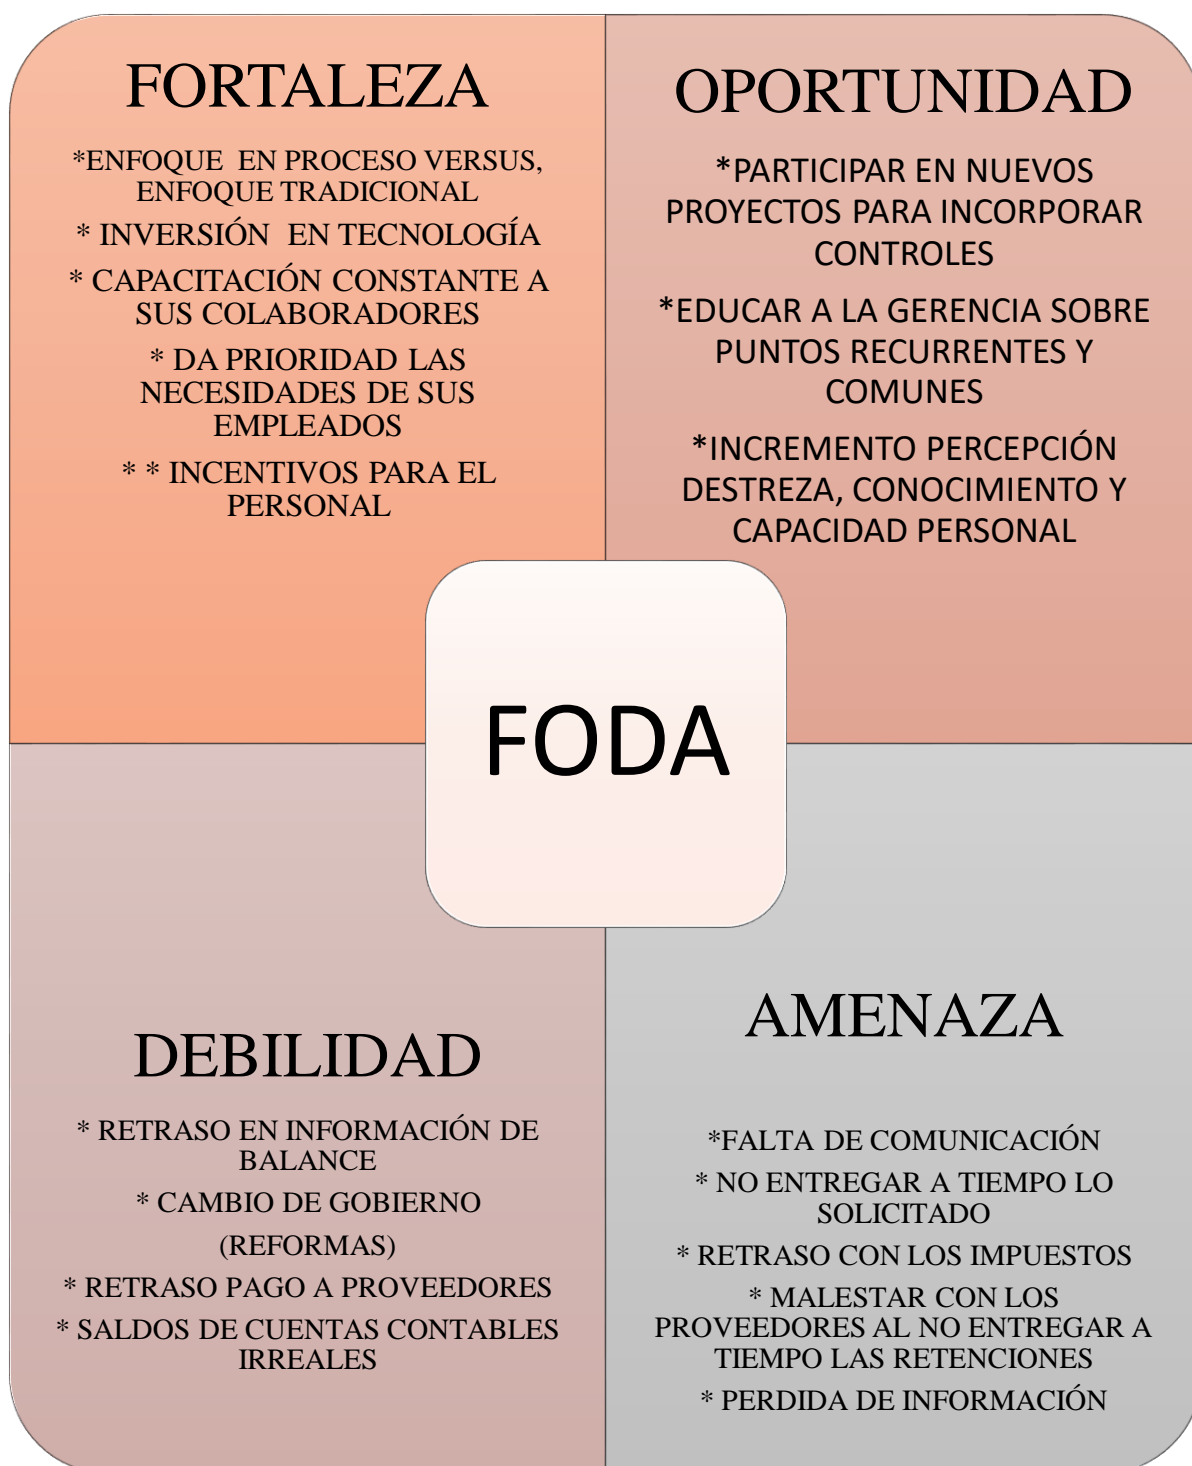 FORTALEZA
*ENFOQUE EN PROCESO VERSUS,
ENFOQUE TRADICIONAL
* INVERSIÓN EN TECNOLOGÍA
* CAPACITACIÓN CONSTANTE A
SUS COLABORADORES
* DA PRIORIDAD LAS
NECESIDADES DE SUS
EMPLEADOS
* * INCENTIVOS PARA EL
PERSONAL
OPORTUNIDAD
*PARTICIPAR EN NUEVOS
PROYECTOS PARA INCORPORAR
CONTROLES
*EDUCAR A LA GERENCIA SOBRE
PUNTOS RECURRENTES Y
COMUNES
*INCREMENTO PERCEPCIÓN
DESTREZA, CONOCIMIENTO Y
CAPACIDAD PERSONAL
FODA
DEBILIDAD
* RETRASO EN INFORMACIÓN DE
BALANCE
* CAMBIO DE GOBIERNO
(REFORMAS)
* RETRASO PAGO A PROVEEDORES
* SALDOS DE CUENTAS CONTABLES
IRREALES
AMENAZA
*FALTA DE COMUNICACIÓN
* NO ENTREGAR A TIEMPO LO
SOLICITADO
* RETRASO CON LOS IMPUESTOS
* MALESTAR CON LOS
PROVEEDORES AL NO ENTREGAR A
TIEMPO LAS RETENCIONES
* PERDIDA DE INFORMACIÓN